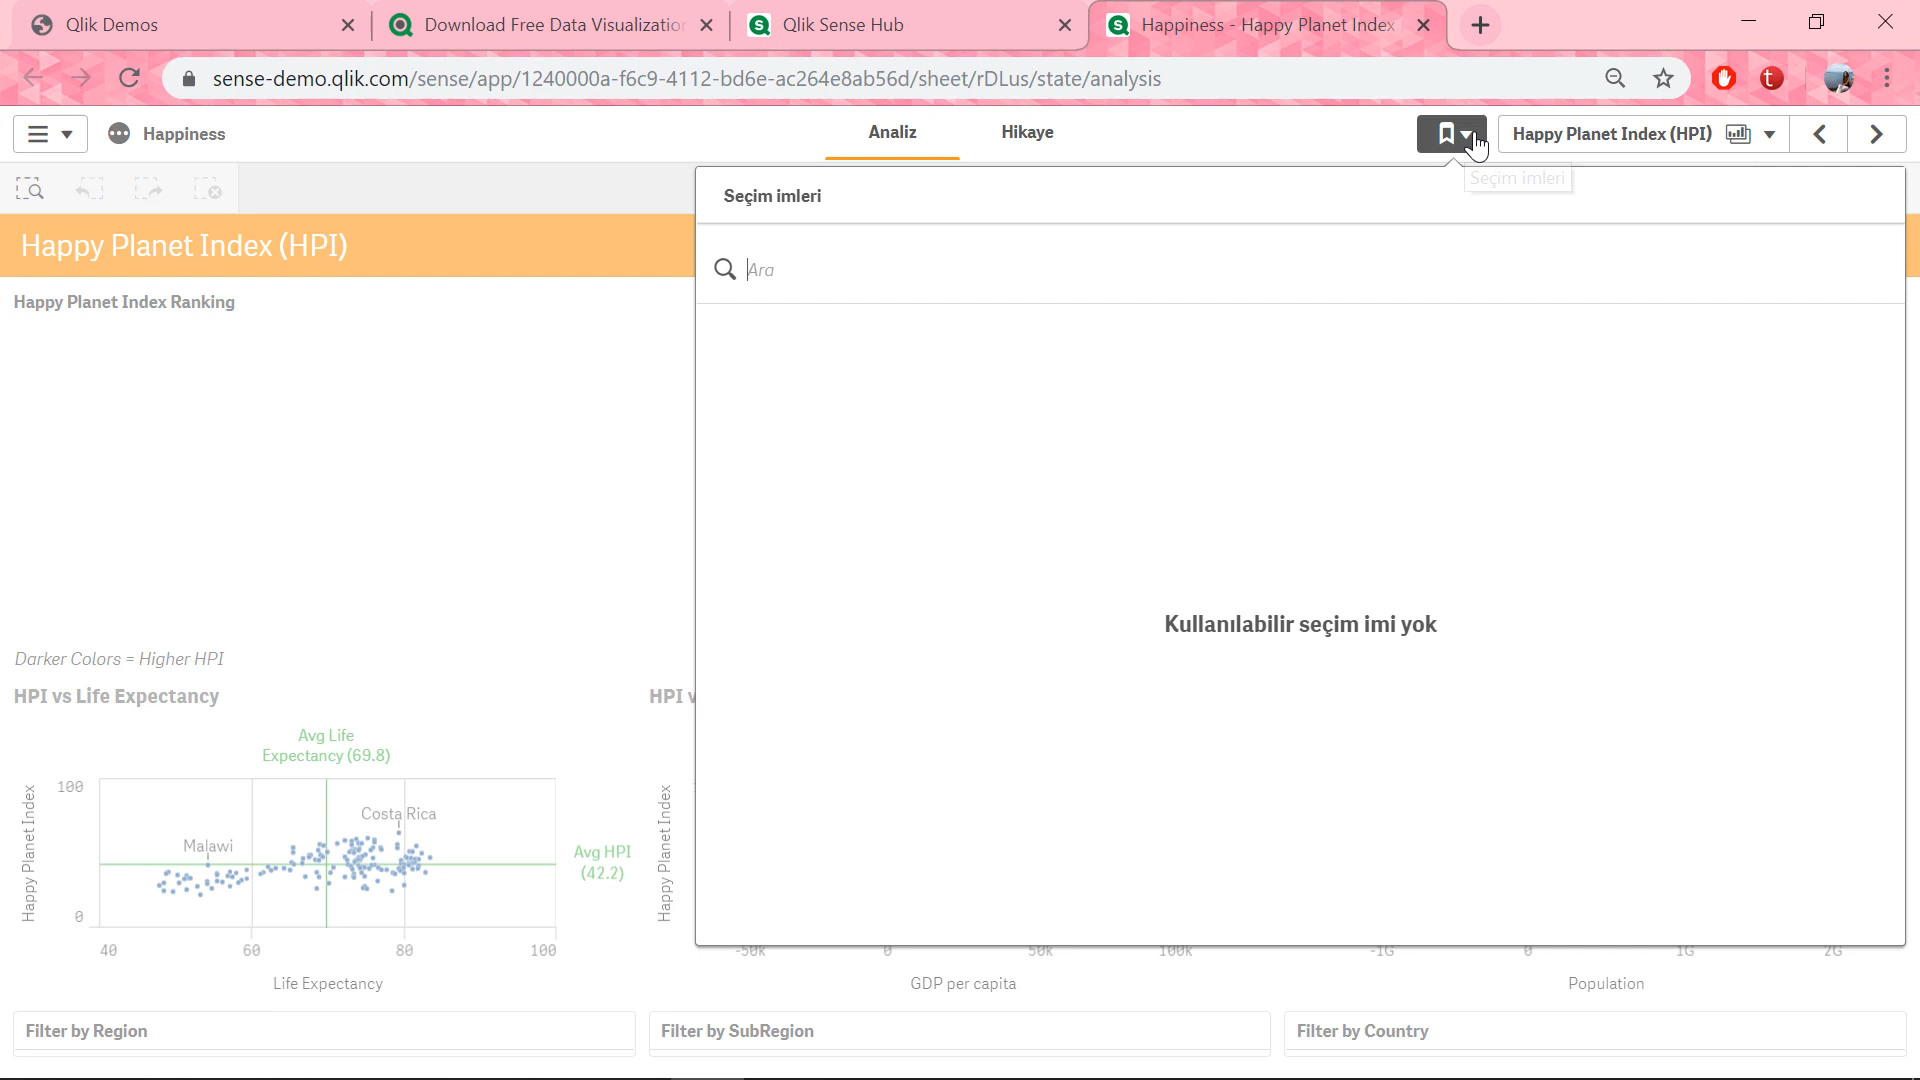 Qlik Demos
Download Free Data Visualization
Qlik Sense Hub
Happiness - Happy Planet Index
sense-demo.qlik.com/sense/app/1240000a-f6c9-4112-bd6e-ac264e8ab56d/sheet/rDLus/state/analysis
Happiness
Analiz
Hikaye
Happy Planet Index (HPI)
Seçim imleri
Seçim imleri
Ara
Kullanılabilir seçim imi yok
Happy Planet Index (HPI)
Happy Planet Index Ranking
Darker Colors = Higher HPI
HPI vs Life Expectancy
HPI v
Avg Life
Expectancy (69.8)
Happy Planet Index
100
0
Malawi
Costa Rica
Avg HPI
(42.2)
40
60
80
100
Life Expectancy
Happy Planet Index
-50k
0
50k
100k
GDP per capita
-1G
0
1G
2G
Population
Filter by Region
Filter by SubRegion
Filter by Country